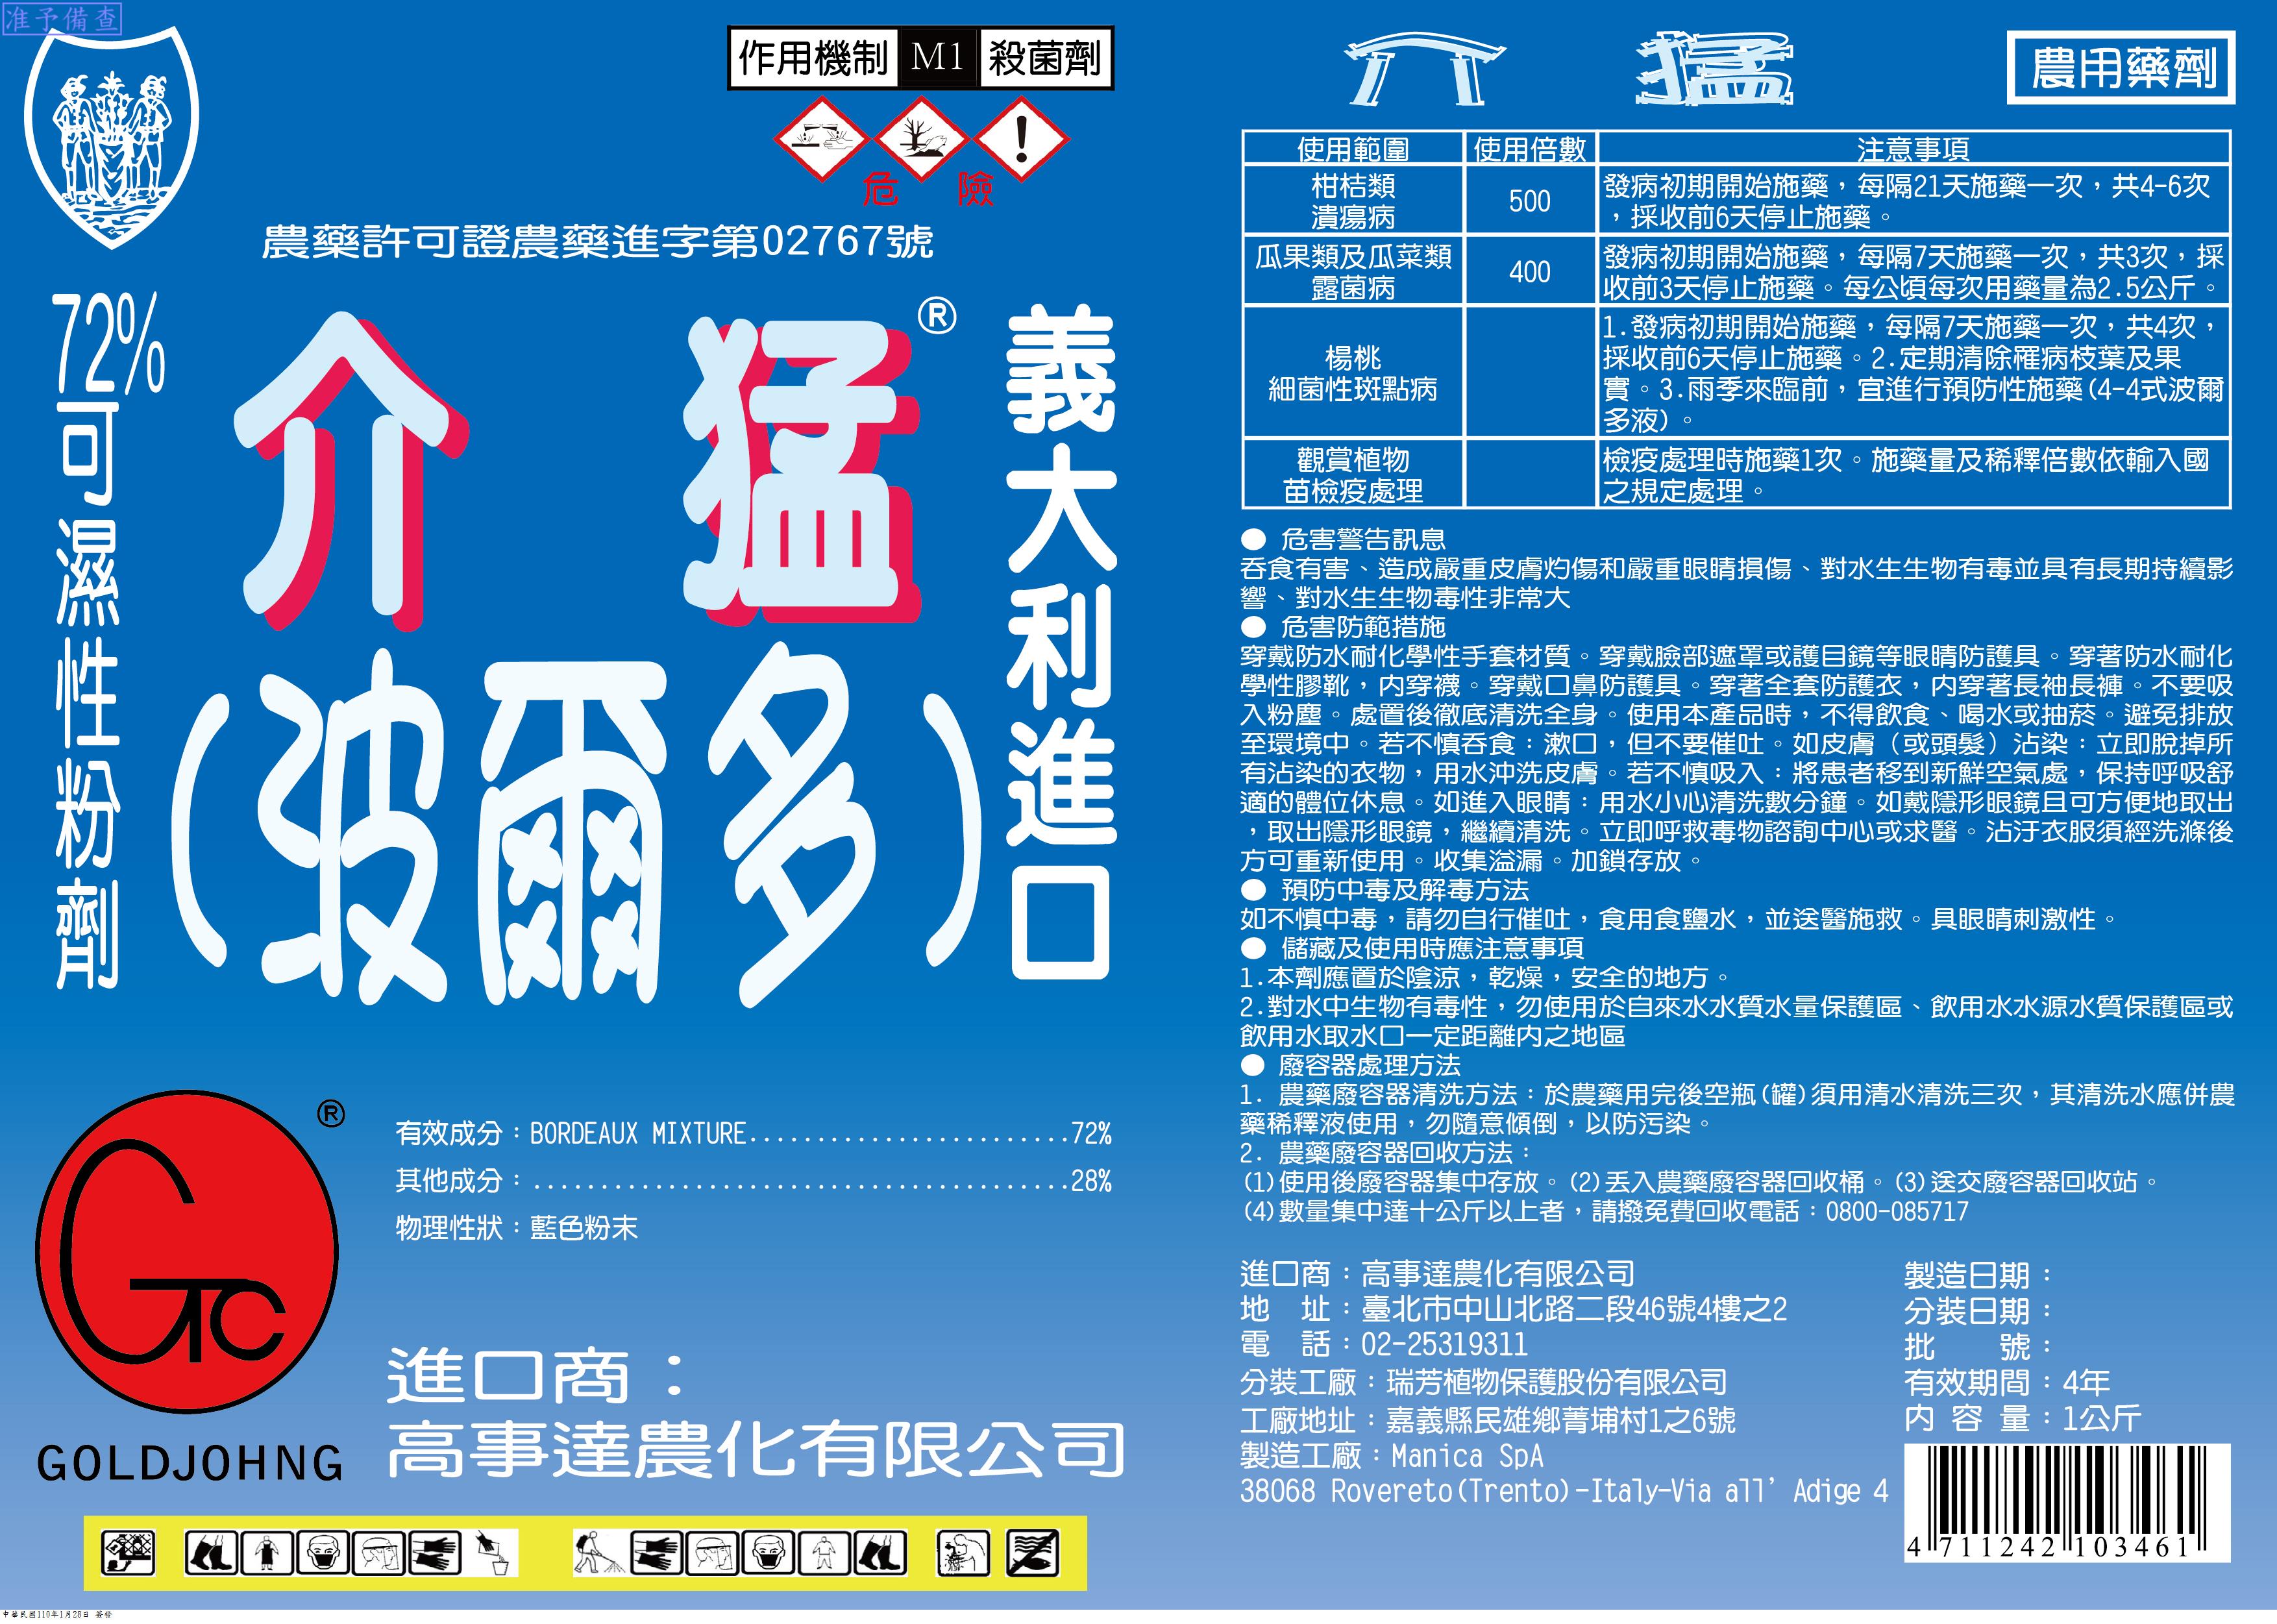 准予備查
作用機制 M1 殺菌劑
危 險
農藥許可證農藥進字第02767號
72%可濕性粉劑
介 猛®
(波爾多)
義大利進口
®
GTC
GOLDJOHNG
有效成分：BORDEAUX MIXTURE........................72%
其他成分：........................................28%
物理性狀：藍色粉末
進口商：
高事達農化有限公司
介 猛
農用藥劑
使用範圍 使用倍數 注意事項
柑桔類
潰瘍病
500
發病初期開始施藥，每隔21天施藥一次，共4-6次
，採收前6天停止施藥。
瓜果類及瓜菜類
露菌病
400
發病初期開始施藥，每隔7天施藥一次，共3次，採
收前3天停止施藥。每公頃每次用藥量為2.5公斤。
楊桃
細菌性斑點病
1.發病初期開始施藥，每隔7天施藥一次，共4次，
採收前6天停止施藥。2.定期清除罹病枝葉及果
實。3.雨季來臨前，宜進行預防性施藥(4-4式波爾
多液)。
觀賞植物
苗檢疫處理
檢疫處理時施藥1次。施藥量及稀釋倍數依輸入國
之規定處理。
● 危害警告訊息
吞食有害、造成嚴重皮膚灼傷和嚴重眼睛損傷、對水生生物有毒並具有長期持續影
響、對水生生物毒性非常大
● 危害防範措施
穿戴防水耐化學性手套材質。穿戴臉部遮罩或護目鏡等眼睛防護具。穿著防水耐化
學性膠靴，內穿襪。穿戴口鼻防護具。穿著全套防護衣，內穿著長袖長褲。不要吸
入粉塵。處置後徹底清洗全身。使用本產品時，不得飲食、喝水或抽菸。避免排放
至環境中。若不慎吞食：漱口，但不要催吐。如皮膚（或頭髮）沾染：立即脫掉所
有沾染的衣物，用水沖洗皮膚。若不慎吸入：將患者移到新鮮空氣處，保持呼吸舒
適的體位休息。如進入眼睛：用水小心清洗數分鐘。如戴隱形眼鏡且可方便地取出
，取出隱形眼鏡，繼續清洗。立即呼救毒物諮詢中心或求醫。沾汙衣服須經洗滌後
方可重新使用。收集溢漏。加鎖存放。
● 預防中毒及解毒方法
如不慎中毒，請勿自行催吐，食用食鹽水，並送醫施救。具眼睛刺激性。
● 儲藏及使用時應注意事項
1.本劑應置於陰涼，乾燥，安全的地方。
2.對水中生物有毒性，勿使用於自來水水質水量保護區、飲用水水源水質保護區或
飲用水取水口一定距離內之地區
● 廢容器處理方法
1. 農藥廢容器清洗方法：於農藥用完後空瓶(罐)須用清水清洗三次，其清洗水應併農
藥稀釋液使用，勿隨意傾倒，以防污染。
2. 農藥廢容器回收方法：
(1)使用後廢容器集中存放。(2)丟入農藥廢容器回收桶。(3)送交廢容器回收站。
(4)數量集中達十公斤以上者，請撥免費回收電話：0800-085717
進口商：高事達農化有限公司
地 址：臺北市中山北路二段46號4樓之2
電 話：02-25319311
分裝工廠：瑞芳植物保護股份有限公司
工廠地址：嘉義縣民雄鄉菁埔村1之6號
製造工廠：Manica SpA
38068 Rovereto(Trento)-Italy-Via all' Adige 4
製造日期：
分裝日期：
批 號：
有效期間：4年
內 容 量：1公斤
4 711242 103461
中華民國110年1月28日 簽發